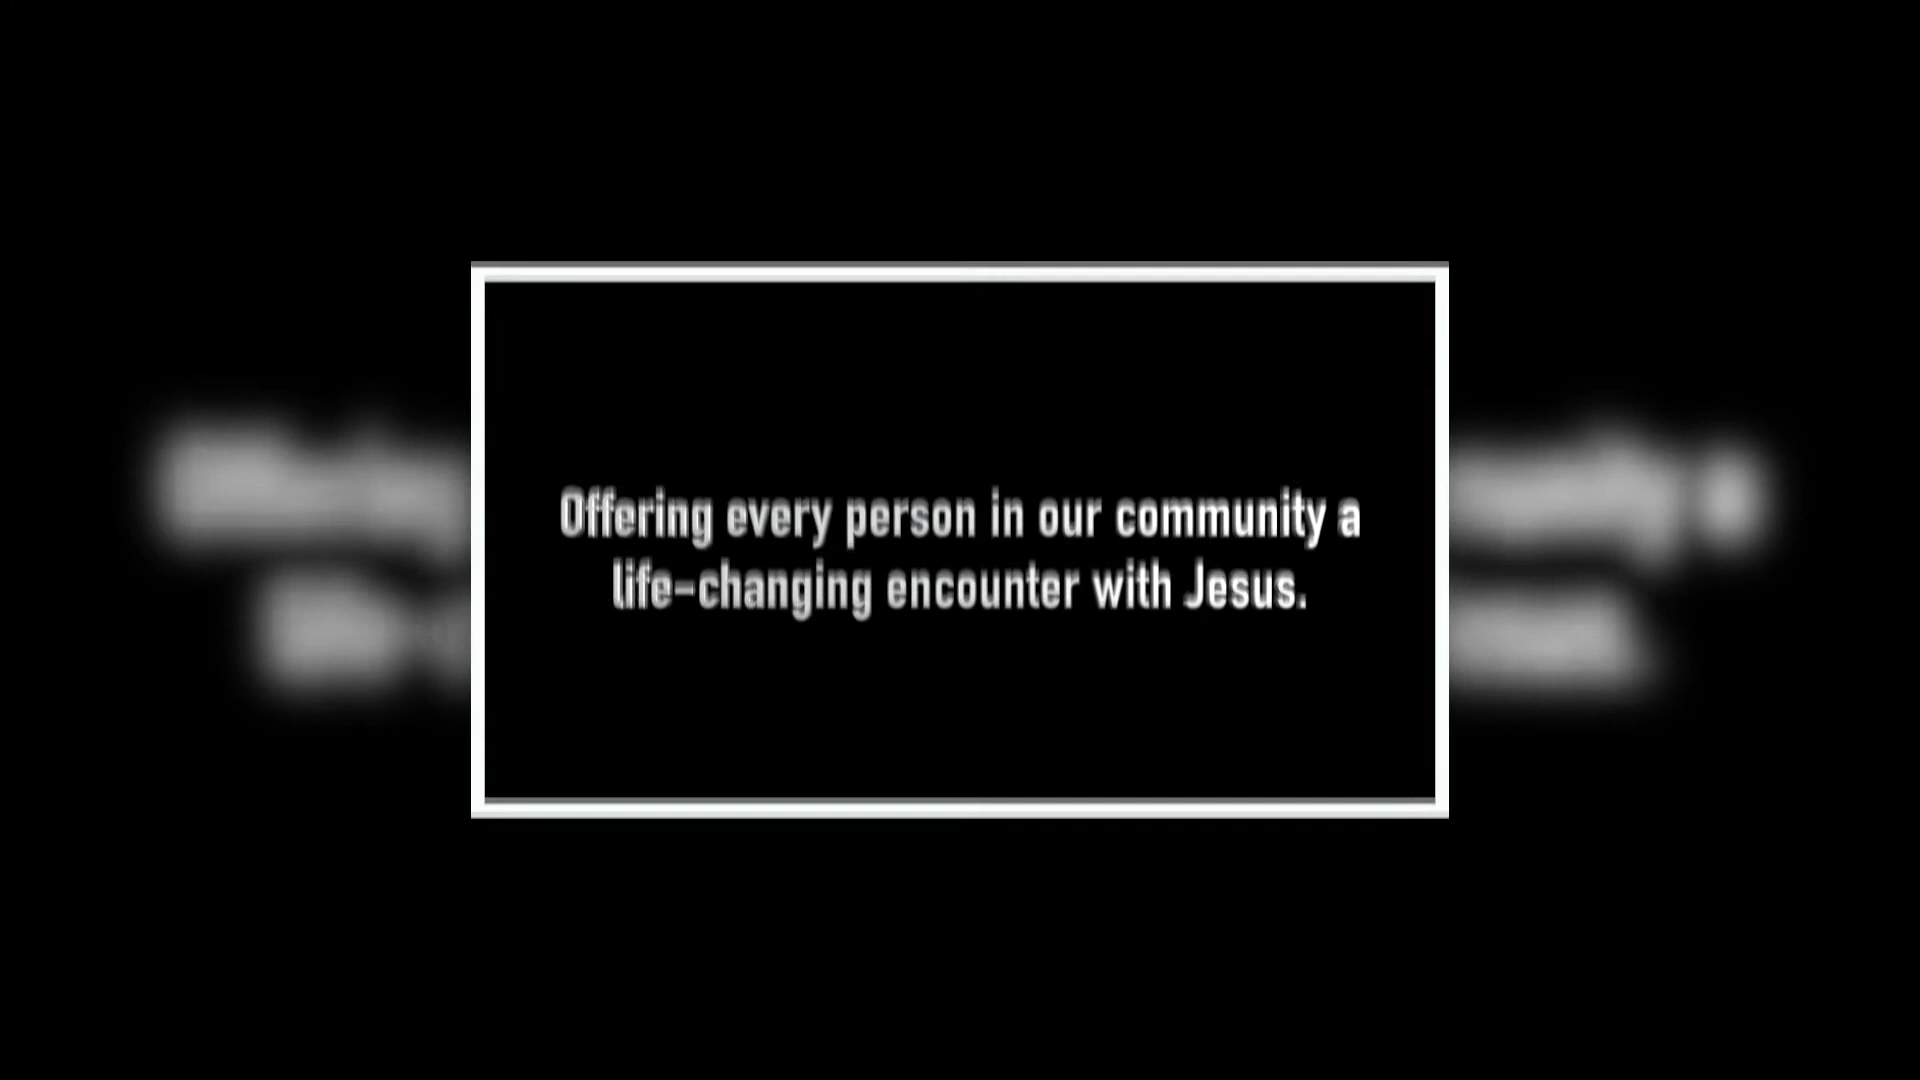 Offering every person in our community a
life-changing encounter with Jesus.